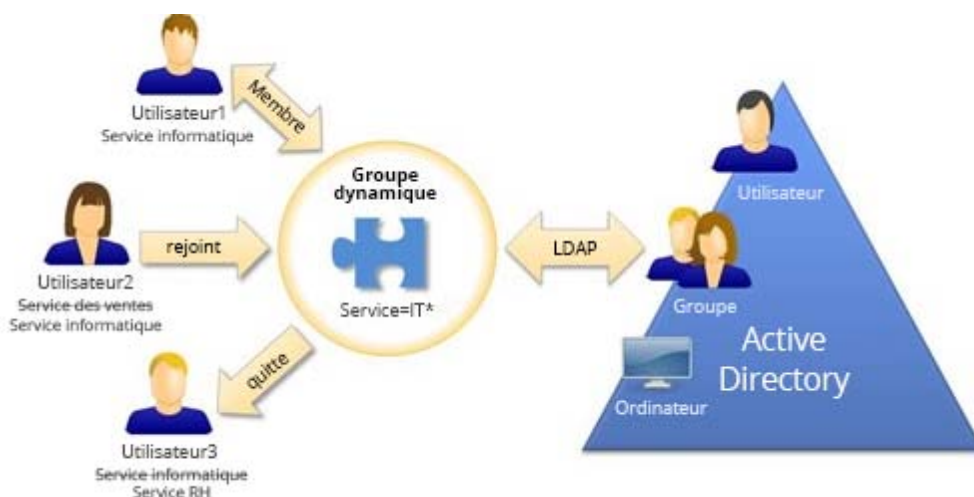 Utilisateur1
Service informatique
Membre
Groupe
dynamique
Service=IT*
Utilisateur2
Service des ventes
Service informatique
rejoint
quitte
Utilisateur3
Service informatique
Service RH
LDAP
Utilisateur
Groupe
Ordinateur
Active
Directory